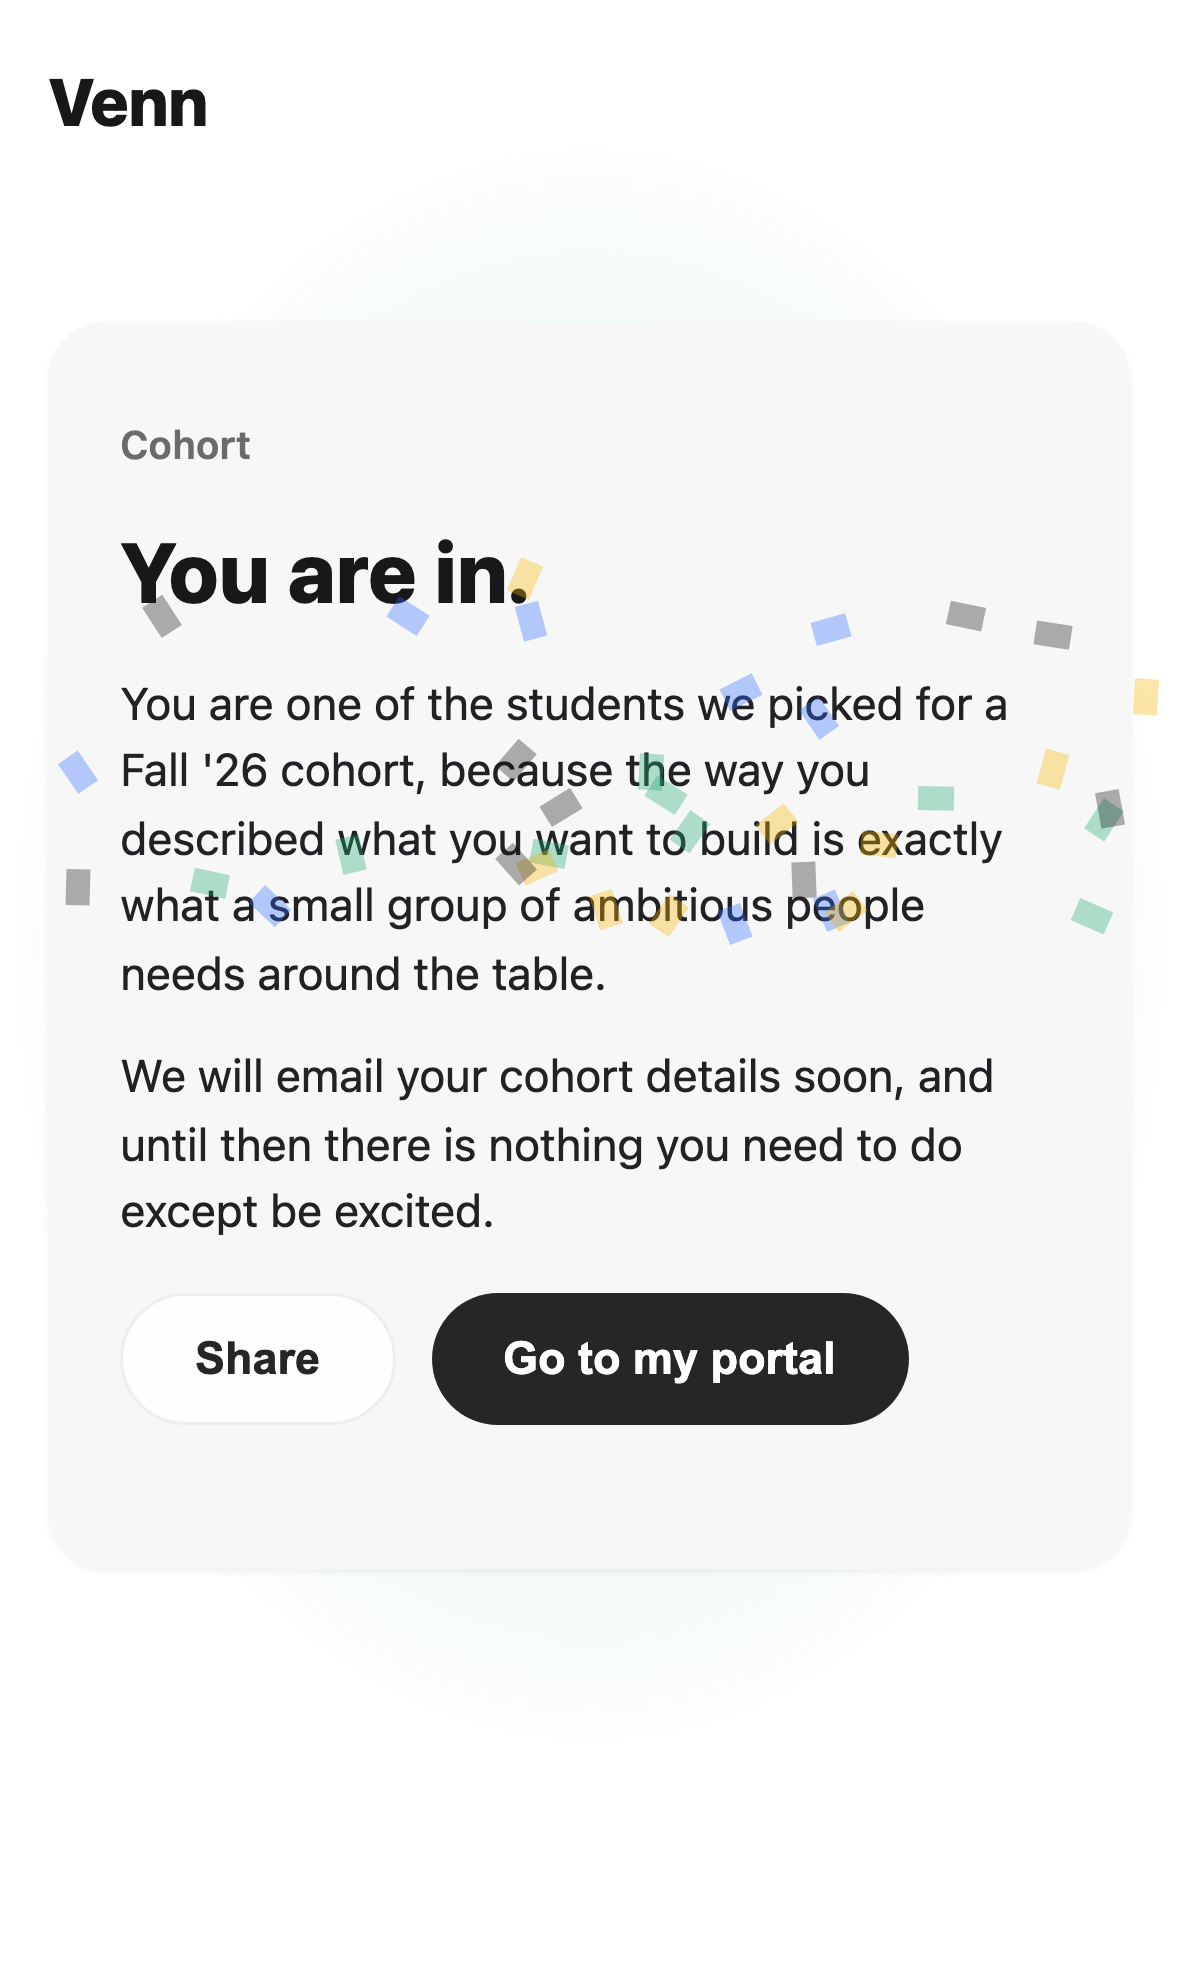 Venn
Cohort
You are in.
You are one of the students we picked for a
Fall '26 cohort, because the way you
described what you want to build is exactly
what a small group of ambitious people
needs around the table.
We will email your cohort details soon, and
until then there is nothing you need to do
except be excited.
Share
Go to my portal